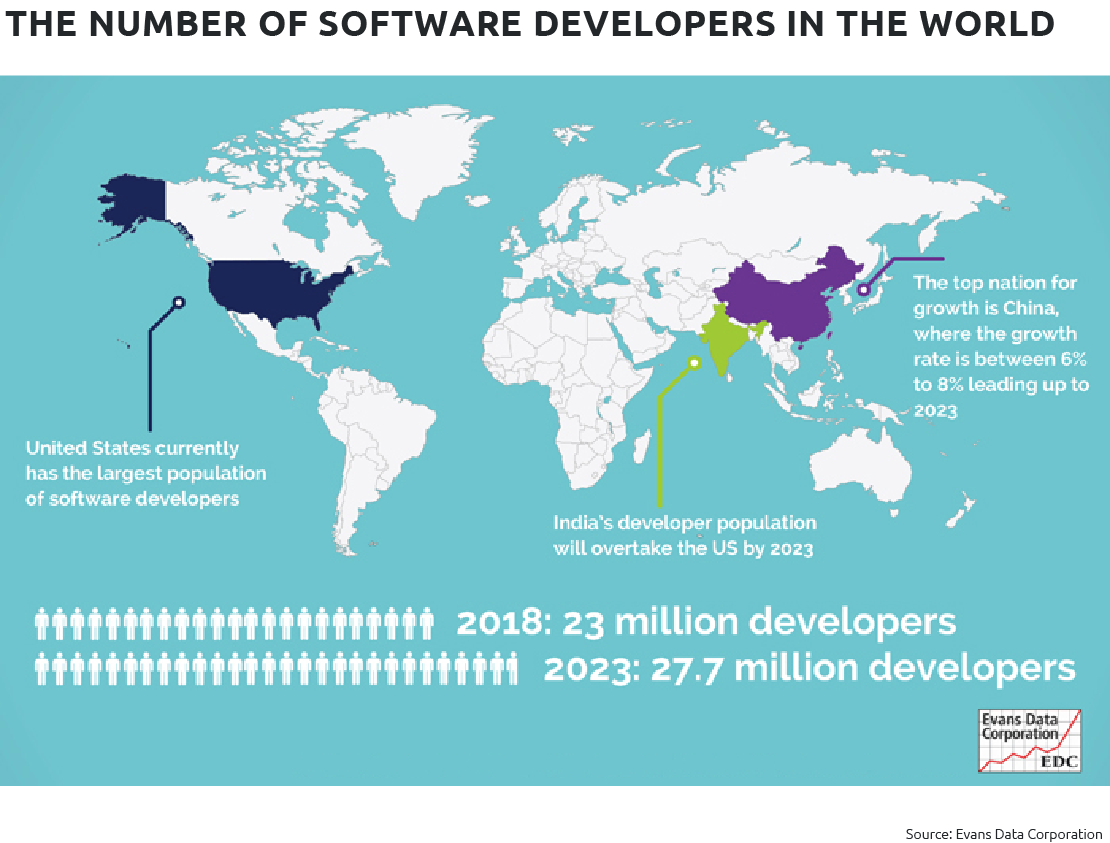 THE NUMBER OF SOFTWARE DEVELOPERS IN THE WORLD
The top nation for
growth is China,
where the growth
rate is between 6%
to 8% leading up to
2023
United States currently
has the largest population
of software developers
India's developer population
will overtake the US by 2023
2018: 23 million developers
2023: 27.7 million developers
Evans Data
Corporation
EDC
Source: Evans Data Corporation